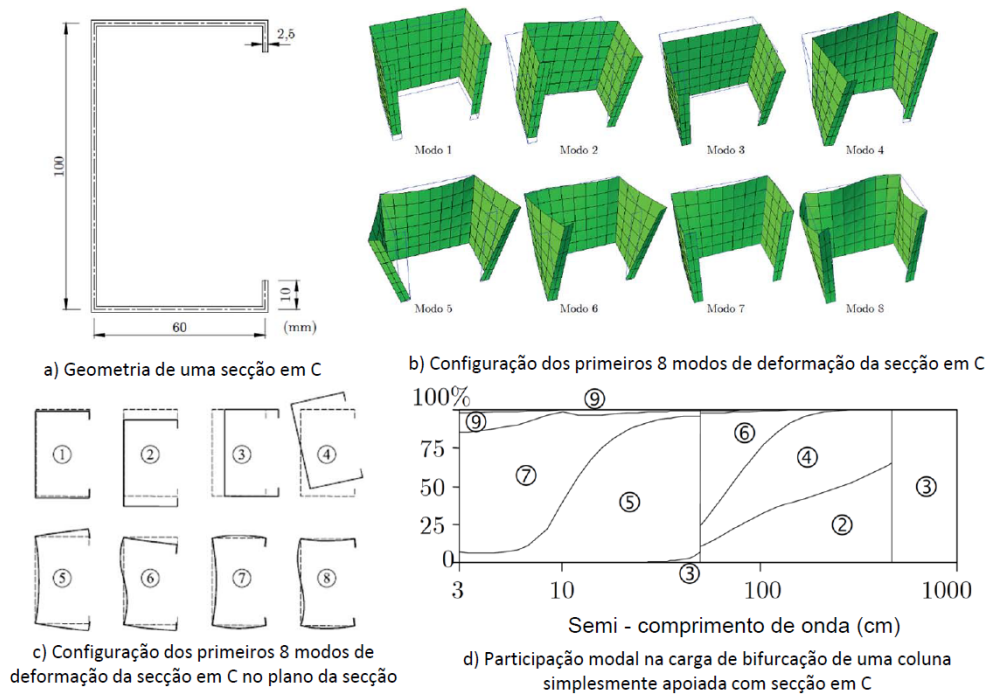 2,5
100
10
60
(mm)
a) Geometria de uma secção em C
Modo 1
Modo 2
Modo 3
Modo 4
Modo 5
Modo 6
Modo 7
Modo 8
b) Configuração dos primeiros 8 modos de deformação da secção em C
1
2
3
4
5
6
7
8
c) Configuração dos primeiros 8 modos de
deformação da secção em C no plano da secção
100%
75
50
25
0
9
9
7
5
6
4
2
3
3
3
10
100
1000
Semi - comprimento de onda (cm)
d) Participação modal na carga de bifurcação de uma coluna
simplesmente apoiada com secção em C